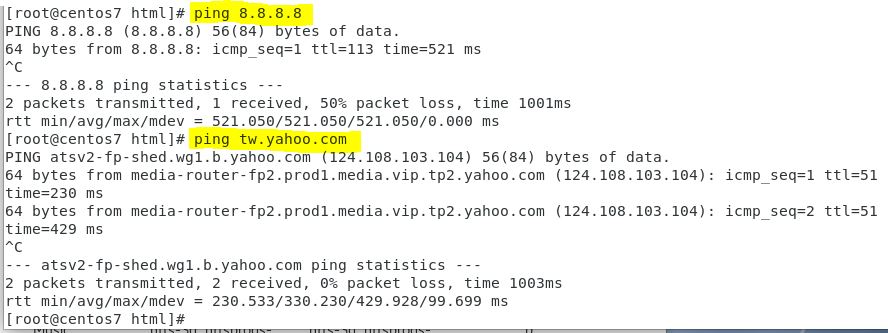 [root@centos7 html]# ping 8.8.8.8
PING 8.8.8.8 (8.8.8.8) 56(84) bytes of data.
64 bytes from 8.8.8.8: icmp_seq=1 ttl=113 time=521 ms
^C
--- 8.8.8.8 ping statistics ---
2 packets transmitted, 1 received, 50% packet loss, time 1001ms
rtt min/avg/max/mdev = 521.050/521.050/521.050/0.000 ms
[root@centos7 html]# ping tw.yahoo.com
PING atsv2-fp-shed.wg1.b.yahoo.com (124.108.103.104) 56(84) bytes of data.
64 bytes from media-router-fp2.prod1.media.vip.tp2.yahoo.com (124.108.103.104): icmp_seq=1 ttl=51
time=230 ms
64 bytes from media-router-fp2.prod1.media.vip.tp2.yahoo.com (124.108.103.104): icmp_seq=2 ttl=51
time=429 ms
^C
--- atsv2-fp-shed.wg1.b.yahoo.com ping statistics ---
2 packets transmitted, 2 received, 0% packet loss, time 1003ms
rtt min/avg/max/mdev = 230.533/330.230/429.928/99.699 ms
[root@centos7 html]#